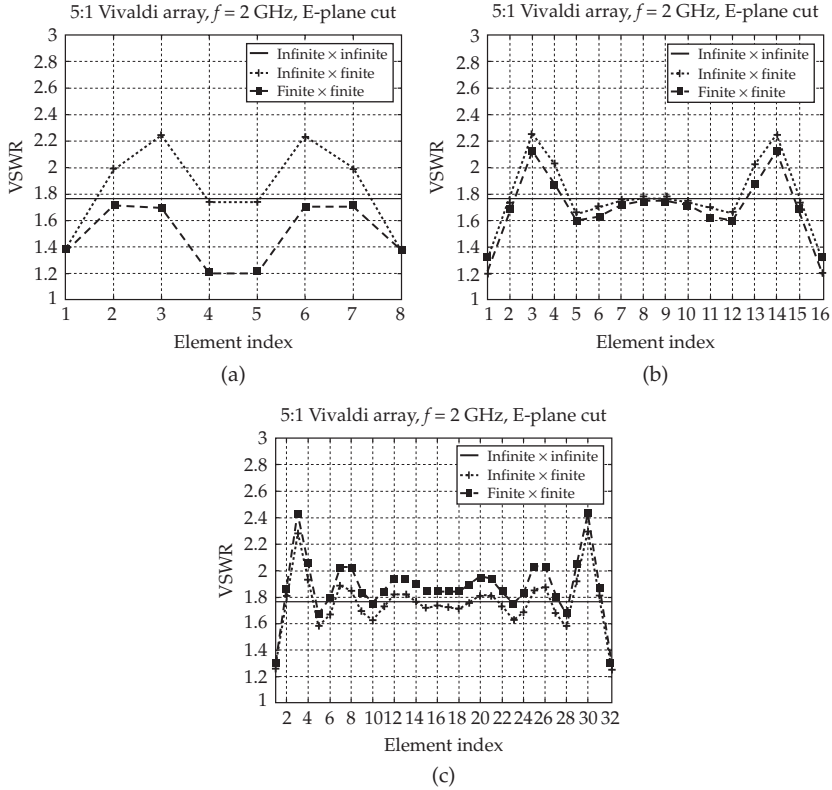 5:1 Vivaldi array, f = 2 GHz, E-plane cut
3
2.8
2.6
2.4
2.2
2
1.8
1.6
1.4
1.2
1
VSWR
Infinite × infinite
Infinite × finite
Finite × finite
1 2 3 4 5 6 7 8
Element index
(a)
5:1 Vivaldi array, f = 2 GHz, E-plane cut
3
2.8
2.6
2.4
2.2
2
1.8
1.6
1.4
1.2
1
VSWR
Infinite × infinite
Infinite × finite
Finite × finite
1 2 3 4 5 6 7 8 9 10 11 12 13 14 15 16
Element index
(b)
5:1 Vivaldi array, f = 2 GHz, E-plane cut
3
2.8
2.6
2.4
2.2
2
1.8
1.6
1.4
1.2
1
VSWR
Infinite × infinite
Infinite × finite
Finite × finite
2 4 6 8 10 12 14 16 18 20 22 24 26 28 30 32
Element index
(c)